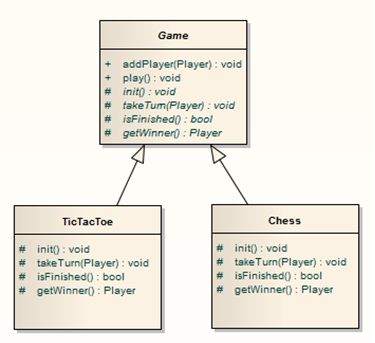 Game
+ addPlayer(Player) : void
+ play() : void
# init() : void
# takeTurn(Player) : void
# isFinished() : bool
# getWinner() : Player
TicTacToe
# init() : void
# takeTurn(Player) : void
# isFinished() : bool
# getWinner() : Player
Chess
# init() : void
# takeTurn(Player) : void
# isFinished() : bool
# getWinner() : Player